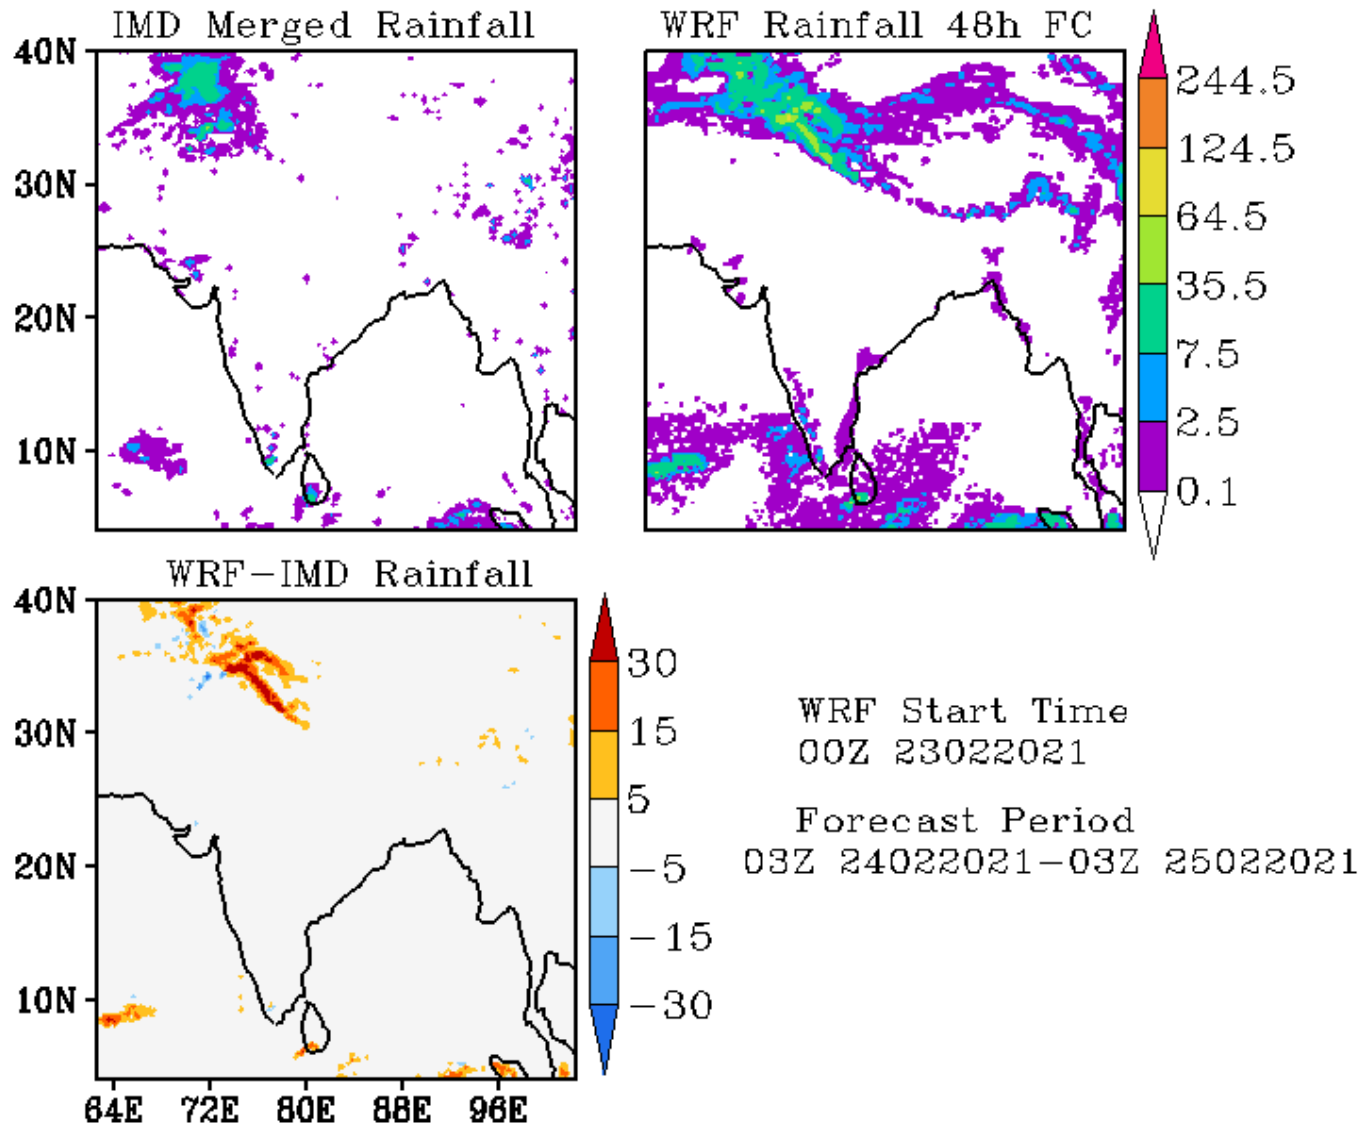 IMD Merged Rainfall
WRF Rainfall 48h FC
40N
30N
20N
10N
244.5
124.5
64.5
35.5
7.5
2.5
0.1
WRF-IMD Rainfall
40N
30N
20N
10N
64E 72E 80E 88E 96E
30
15
5
-5
-15
-30
WRF Start Time
00Z 23022021
Forecast Period
03Z 24022021-03Z 25022021